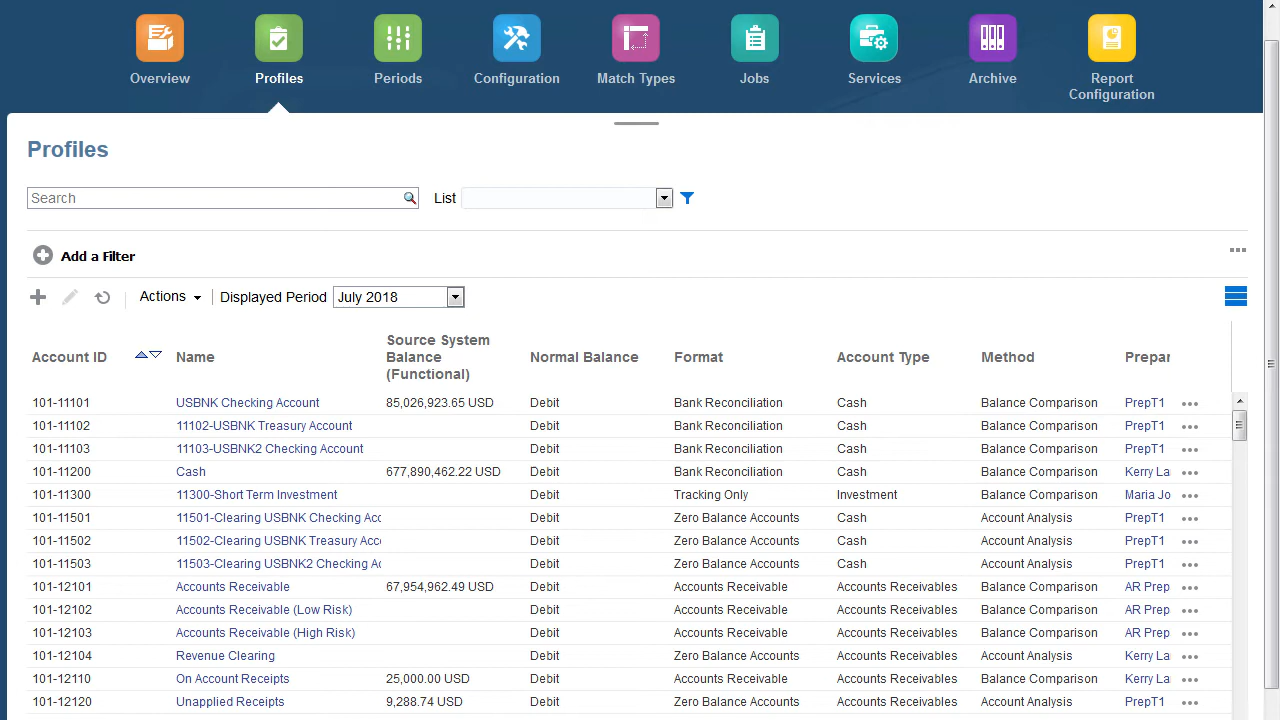 Overview
Profiles
Periods
Configuration
Match Types
Jobs
Services
Archive
Report
Configuration
Profiles
Search
List
Add a Filter
Actions
Displayed Period
July 2018
Account ID Name Source System Balance (Functional) Normal Balance Format Account Type Method Prepar
101-11101 USBNK Checking Account 85,026,923.65 USD Debit Bank Reconciliation Cash Balance Comparison PrepT1
101-11102 11102-USBNK Treasury Account Debit Bank Reconciliation Cash Balance Comparison PrepT1
101-11103 11103-USBNK2 Checking Account Debit Bank Reconciliation Cash Balance Comparison PrepT1
101-11200 Cash 677,890,462.22 USD Debit Bank Reconciliation Cash Balance Comparison Kerry La
101-11300 11300-Short Term Investment Debit Tracking Only Investment Balance Comparison Maria Jo
101-11501 11501-Clearing USBNK Checking Acc Debit Zero Balance Accounts Cash Account Analysis PrepT1
101-11502 11502-Clearing USBNK Treasury Acco Debit Zero Balance Accounts Cash Account Analysis PrepT1
101-11503 11503-Clearing USBNK2 Checking Ac Debit Zero Balance Accounts Cash Account Analysis PrepT1
101-12101 Accounts Receivable 67,954,962.49 USD Debit Accounts Receivable Accounts Receivables Balance Comparison AR Prep
101-12102 Accounts Receivable (Low Risk) Debit Accounts Receivable Accounts Receivables Balance Comparison AR Prep
101-12103 Accounts Receivable (High Risk) Debit Accounts Receivable Accounts Receivables Balance Comparison AR Prep
101-12104 Revenue Clearing Debit Zero Balance Accounts Accounts Receivables Account Analysis Kerry La
101-12110 On Account Receipts 25,000.00 USD Debit Accounts Receivable Accounts Receivables Balance Comparison Kerry La
101-12120 Unapplied Receipts 9,288.74 USD Debit Zero Balance Accounts Accounts Receivables Account Analysis PrepT1